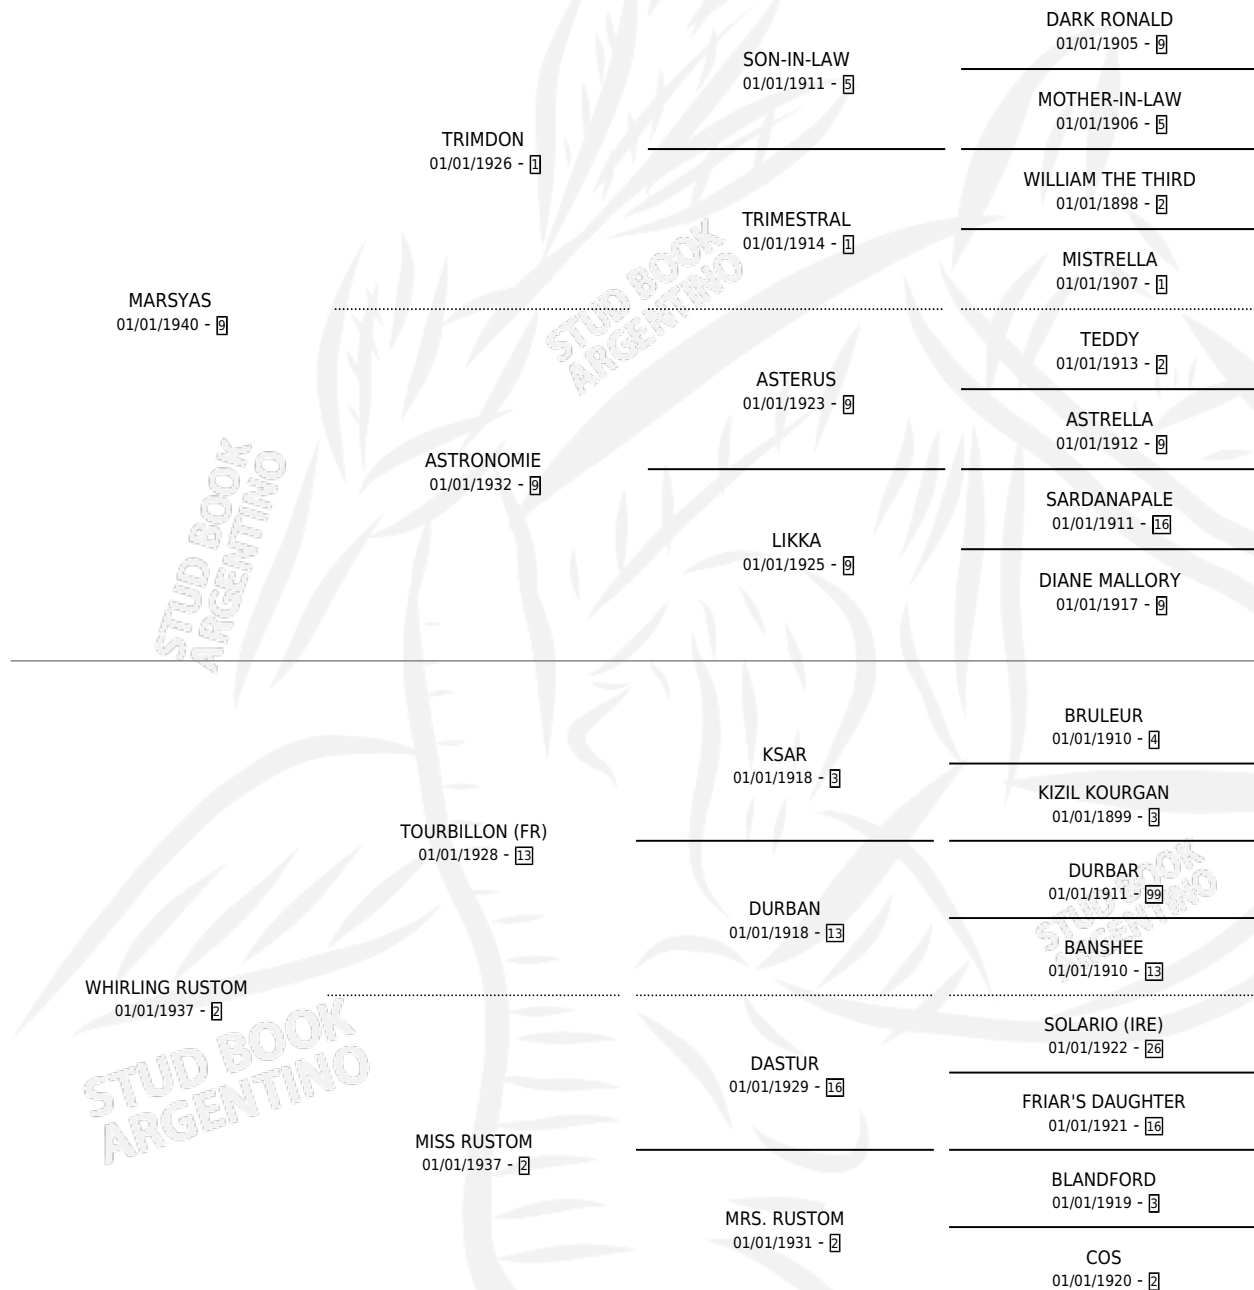 DARK RONALD
01/01/1905 - 9
SON-IN-LAW
01/01/1911 - 5
MOTHER-IN-LAW
01/01/1906 - 5
TRIMDON
01/01/1926 - 1
WILLIAM THE THIRD
01/01/1898 - 2
TRIMESTRAL
01/01/1914 - 1
MISTRELLA
01/01/1907 - 1
MARSYAS
01/01/1940 - 9
TEDDY
01/01/1913 - 2
ASTERUS
01/01/1923 - 9
ASTRELLA
01/01/1912 - 9
ASTRONOMIE
01/01/1932 - 9
SARDANAPALE
01/01/1911 - 16
LIKKA
01/01/1925 - 9
DIANE MALLORY
01/01/1917 - 9
BRULEUR
01/01/1910 - 4
KSAR
01/01/1918 - 3
KIZIL KOURGAN
01/01/1899 - 3
TOURBILLON (FR)
01/01/1928 - 13
DURBAR
01/01/1911 - 99
DURBAN
01/01/1918 - 13
BANSHEE
01/01/1910 - 13
WHIRLING RUSTOM
01/01/1937 - 2
SOLARIO (IRE)
01/01/1922 - 26
DASTUR
01/01/1929 - 16
FRIAR'S DAUGHTER
01/01/1921 - 16
MISS RUSTOM
01/01/1937 - 2
BLANDFORD
01/01/1919 - 3
MRS. RUSTOM
01/01/1931 - 2
COS
01/01/1920 - 2
STUD BOOK
ARGENTINO
STUD BOOK
ARGENTINO
STUD BOOK
ARGENTINO
STUD BOOK
ARGENTINO